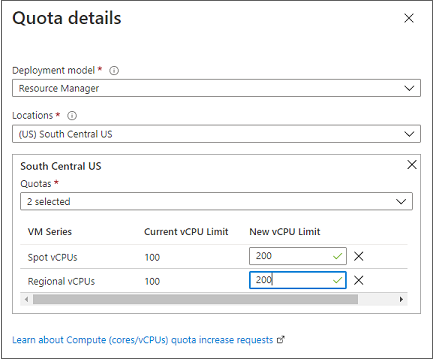 Quota details
Deployment model *
Resource Manager
Locations *
(US) South Central US
South Central US
Quotas *
2 selected
VM Series Current vCPU Limit New vCPU Limit
Spot vCPUs 100 200
Regional vCPUs 100 200
Learn about Compute (cores/vCPUs) quota increase requests